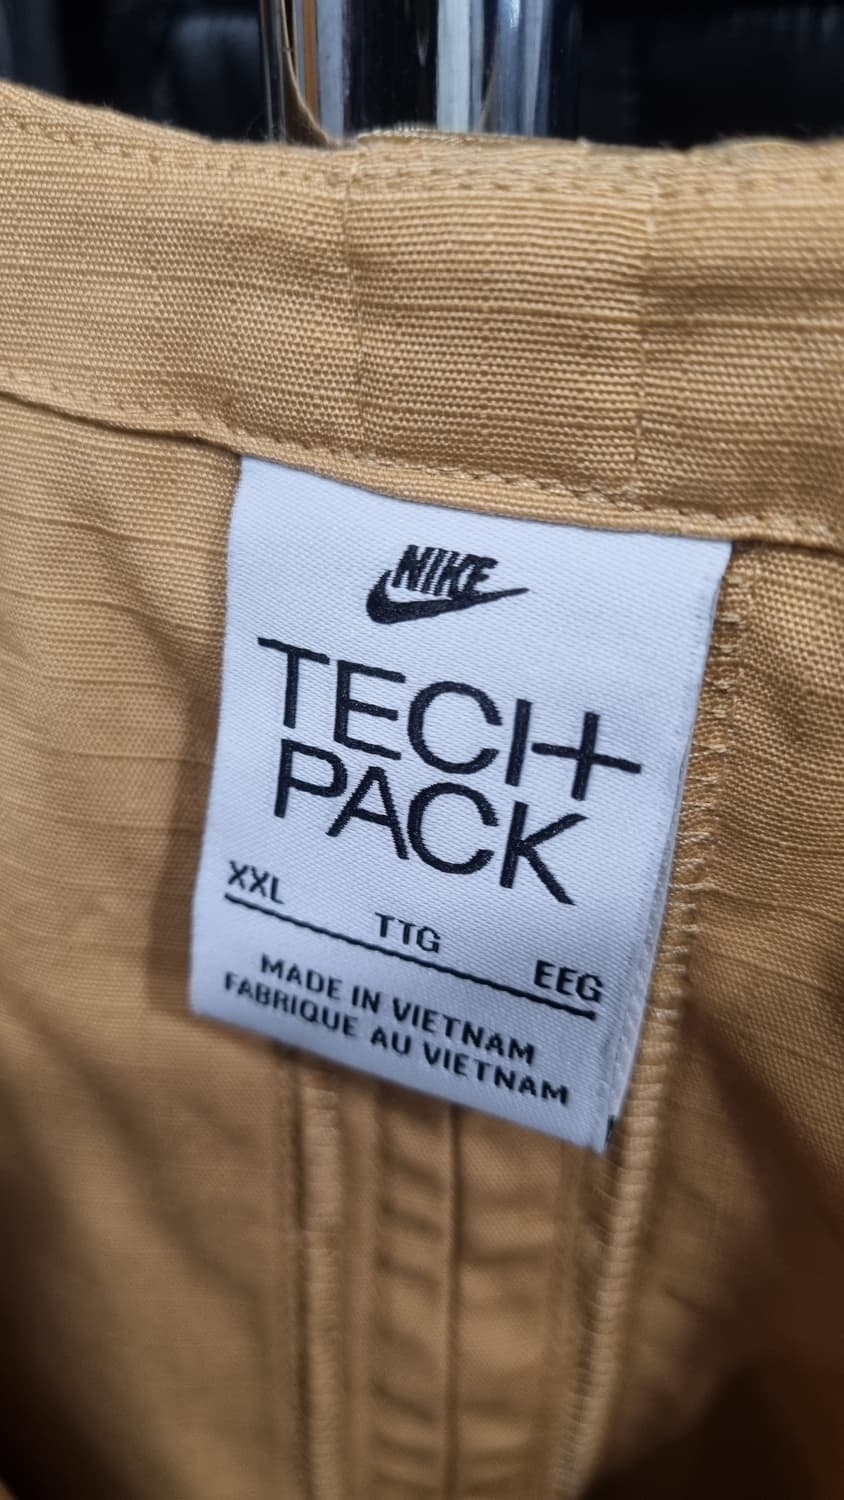 NIKE
TECH
PACK
XXL TTG EEG
MADE IN VIETNAM
FABRIQUE AU VIETNAM